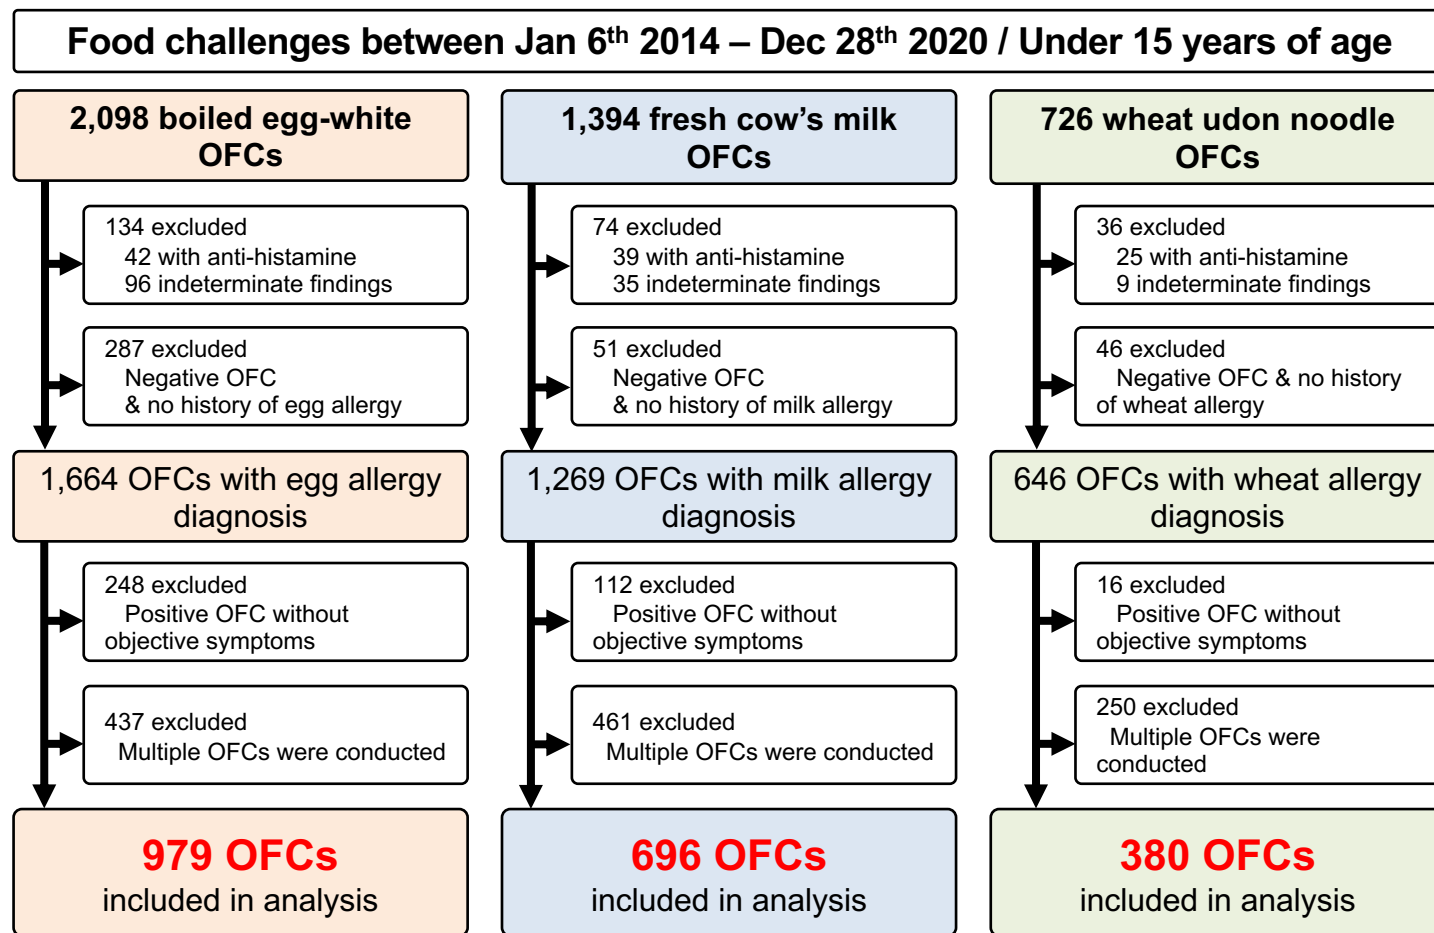 Food challenges between Jan 6th 2014 – Dec 28th 2020 / Under 15 years of age
2,098 boiled egg-white
OFCs
134 excluded
42 with anti-histamine
96 indeterminate findings
287 excluded
Negative OFC
& no history of egg allergy
1,664 OFCs with egg allergy
diagnosis
248 excluded
Positive OFC without
objective symptoms
437 excluded
Multiple OFCs were conducted
979 OFCs
included in analysis
1,394 fresh cow's milk
OFCs
74 excluded
39 with anti-histamine
35 indeterminate findings
51 excluded
Negative OFC
& no history of milk allergy
1,269 OFCs with milk allergy
diagnosis
112 excluded
Positive OFC without
objective symptoms
461 excluded
Multiple OFCs were conducted
696 OFCs
included in analysis
726 wheat udon noodle
OFCs
36 excluded
25 with anti-histamine
9 indeterminate findings
46 excluded
Negative OFC & no history
of wheat allergy
646 OFCs with wheat allergy
diagnosis
16 excluded
Positive OFC without
objective symptoms
250 excluded
Multiple OFCs were
conducted
380 OFCs
included in analysis